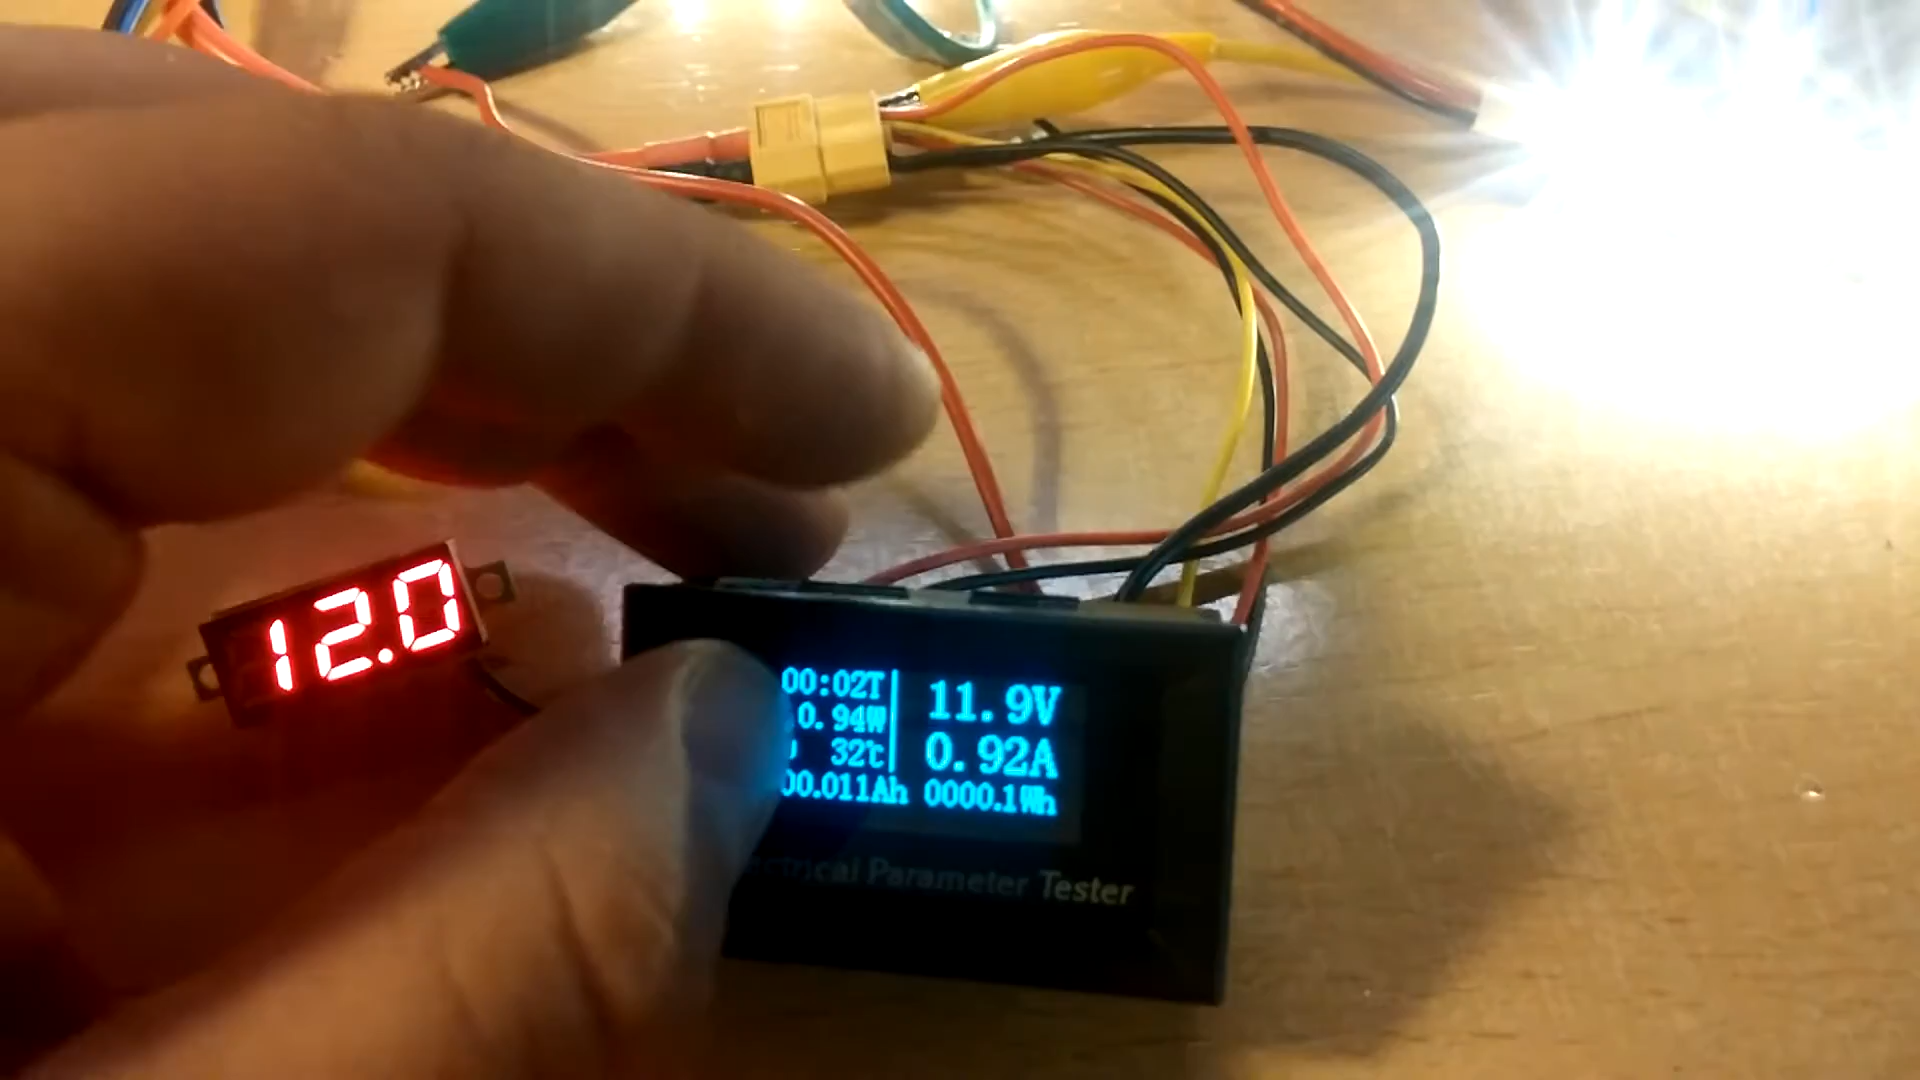 12.0
00:02T
11.9V
0.94W
0.92A
32℃
00.011Ah 0000.1Wh
Parameter Tester